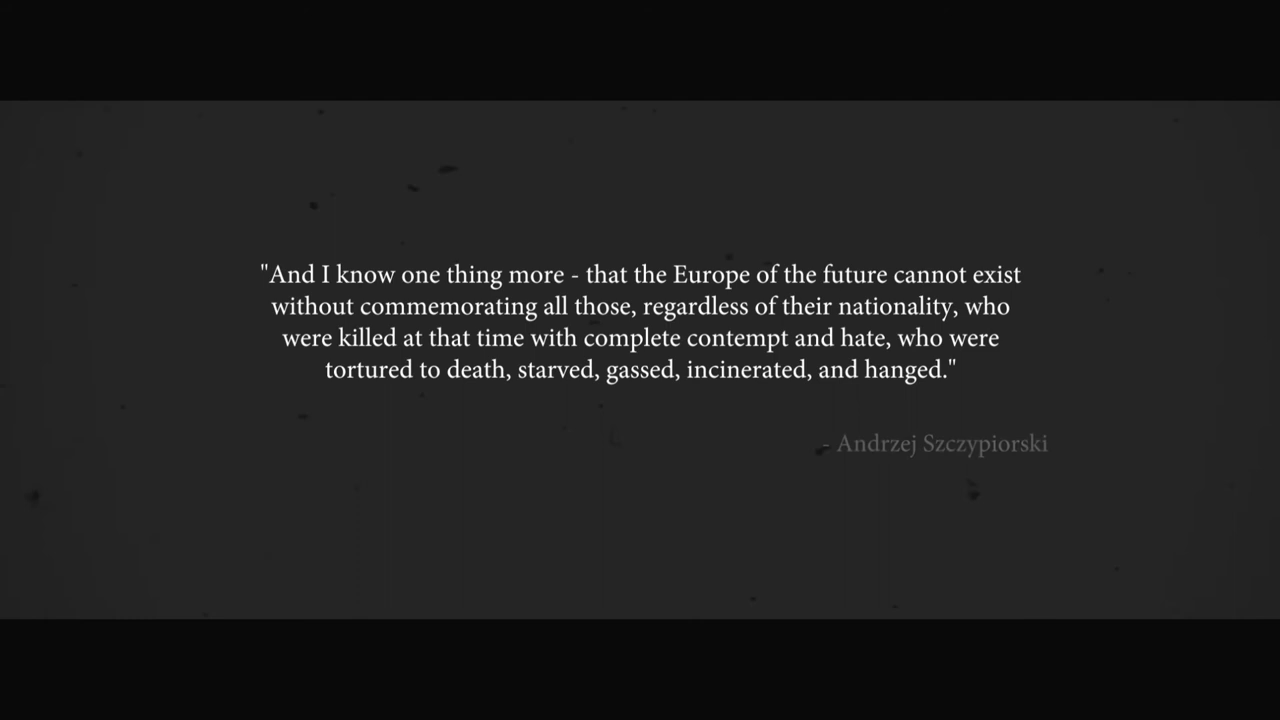 "And I know one thing more - that the Europe of the future cannot exist
without commemorating all those, regardless of their nationality, who
were killed at that time with complete contempt and hate, who were
tortured to death, starved, gassed, incinerated, and hanged."
- Andrzej Szczypiorski